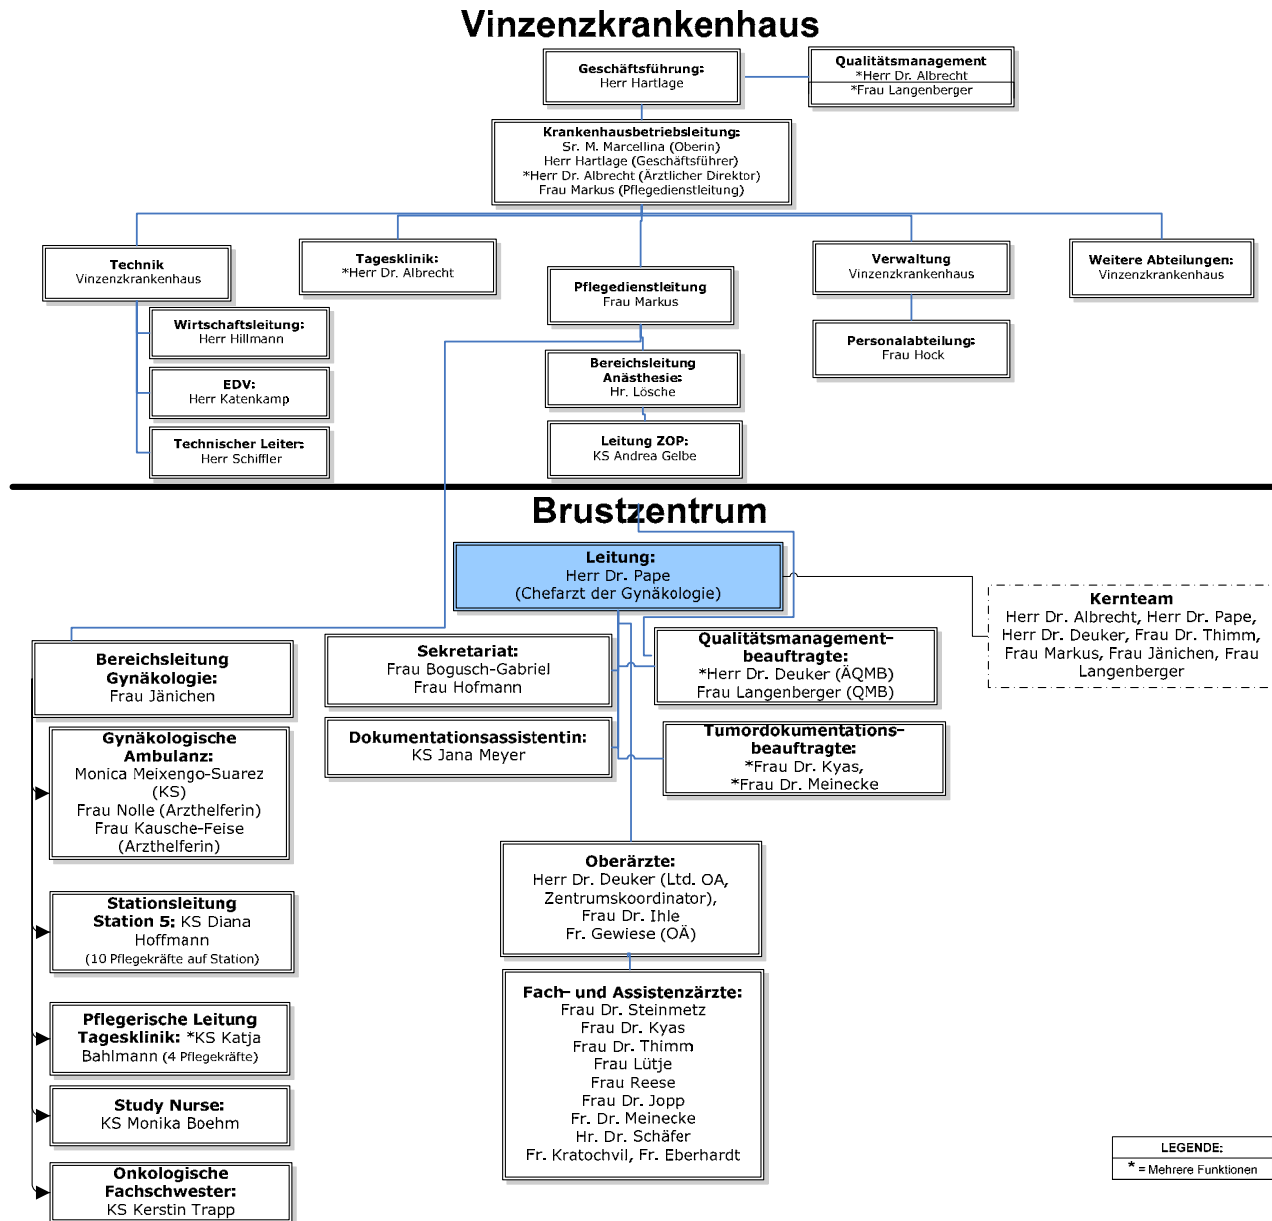 Vinzenzkrankenhaus
Geschäftsführung:
Herr Hartlage
Qualitätsmanagement
*Herr Dr. Albrecht
*Frau Langenberger
Krankenhausbetriebsleitung:
Sr. M. Marcellina (Oberin)
Herr Hartlage (Geschäftsführer)
*Herr Dr. Albrecht (Ärztlicher Direktor)
Frau Markus (Pflegedienstleitung)
Technik
Vinzenzkrankenhaus
Tagesklinik:
*Herr Dr. Albrecht
Pflegedienstleitung
Frau Markus
Verwaltung
Vinzenzkrankenhaus
Weitere Abteilungen:
Vinzenzkrankenhaus
Wirtschaftsleitung:
Herr Hillmann
EDV:
Herr Katenkamp
Technischer Leiter:
Herr Schiffler
Bereichsleitung
Anästhesie:
Hr. Lösche
Leitung ZOP:
KS Andrea Gelbe
Personalabteilung:
Frau Hock
Brustzentrum
Leitung:
Herr Dr. Pape
(Chefarzt der Gynäkologie)
Kernteam
Herr Dr. Albrecht, Herr Dr. Pape,
Herr Dr. Deuker, Frau Dr. Thimm,
Frau Markus, Frau Jänichen, Frau
Langenberger
Bereichsleitung
Gynäkologie:
Frau Jänichen
Sekretariat:
Frau Bogusch-Gabriel
Frau Hofmann
Qualitätsmanagement-
beauftragte:
*Herr Dr. Deuker (ÄQMB)
Frau Langenberger (QMB)
Dokumentationsassistentin:
KS Jana Meyer
Tumordokumentations-
beauftragte:
*Frau Dr. Kyas,
*Frau Dr. Meinecke
Gynäkologische
Ambulanz:
Monica Meixengo-Suarez
(KS)
Frau Nolle (Arzthelferin)
Frau Kausche-Feise
(Arzthelferin)
Stationsleitung
Station 5: KS Diana
Hoffmann
(10 Pflegekräfte auf Station)
Pflegerische Leitung
Tagesklinik: *KS Katja
Bahlmann (4 Pflegekräfte)
Study Nurse:
KS Monika Boehm
Onkologische
Fachschwester:
KS Kerstin Trapp
Oberärzte:
Herr Dr. Deuker (Ltd. OA,
Zentrumskoordinator),
Frau Dr. Ihle
Fr. Gewiese (OÄ)
Fach- und Assistenzärzte:
Frau Dr. Steinmetz
Frau Dr. Kyas
Frau Dr. Thimm
Frau Lütje
Frau Reese
Frau Dr. Jopp
Fr. Dr. Meinecke
Hr. Dr. Schäfer
Fr. Kratochvil, Fr. Eberhardt
LEGENDE:
* = Mehrere Funktionen